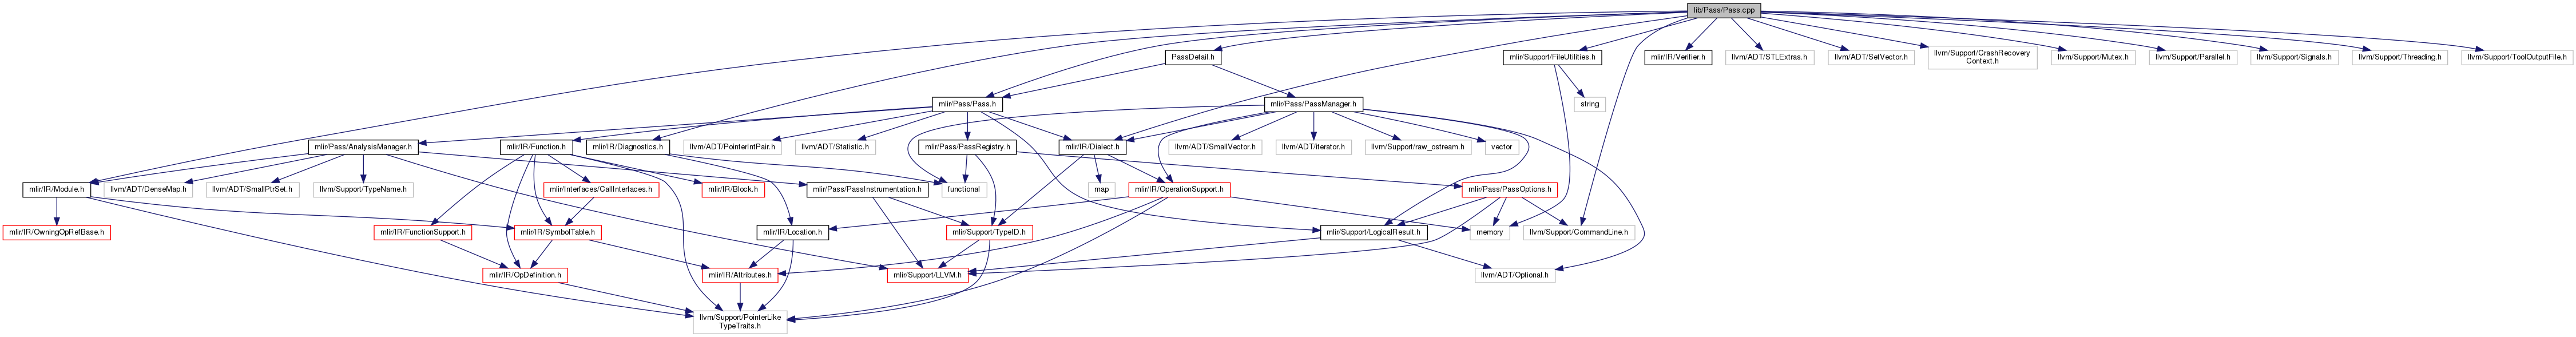 lib/Pass/Pass.cpp
PassDetail.h
mlir/Support/FileUtilities.h
mlir/IR/Verifier.h
llvm/ADT/STLExtras.h
llvm/ADT/SetVector.h
llvm/Support/CrashRecovery
Context.h
llvm/Support/Mutex.h
llvm/Support/Parallel.h
llvm/Support/Signals.h
llvm/Support/Threading.h
llvm/Support/ToolOutputFile.h
mlir/Pass/Pass.h
mlir/Pass/PassManager.h
string
mlir/Pass/AnalysisManager.h
mlir/IR/Function.h
mlir/IR/Diagnostics.h
llvm/ADT/PointerIntPair.h
llvm/ADT/Statistic.h
mlir/Pass/PassRegistry.h
mlir/IR/Dialect.h
llvm/ADT/SmallVector.h
llvm/ADT/iterator.h
llvm/Support/raw_ostream.h
vector
mlir/IR/Module.h
llvm/ADT/DenseMap.h
llvm/ADT/SmallPtrSet.h
llvm/Support/TypeName.h
mlir/Interfaces/CallInterfaces.h
mlir/IR/Block.h
mlir/Pass/PassInstrumentation.h
functional
map
mlir/IR/OperationSupport.h
mlir/Pass/PassOptions.h
mlir/IR/OwningOpRefBase.h
mlir/IR/FunctionSupport.h
mlir/IR/SymbolTable.h
mlir/IR/Location.h
mlir/Support/TypeID.h
mlir/Support/LogicalResult.h
memory
llvm/Support/CommandLine.h
mlir/IR/OpDefinition.h
mlir/IR/Attributes.h
mlir/Support/LLVM.h
llvm/ADT/Optional.h
llvm/Support/PointerLike
TypeTraits.h